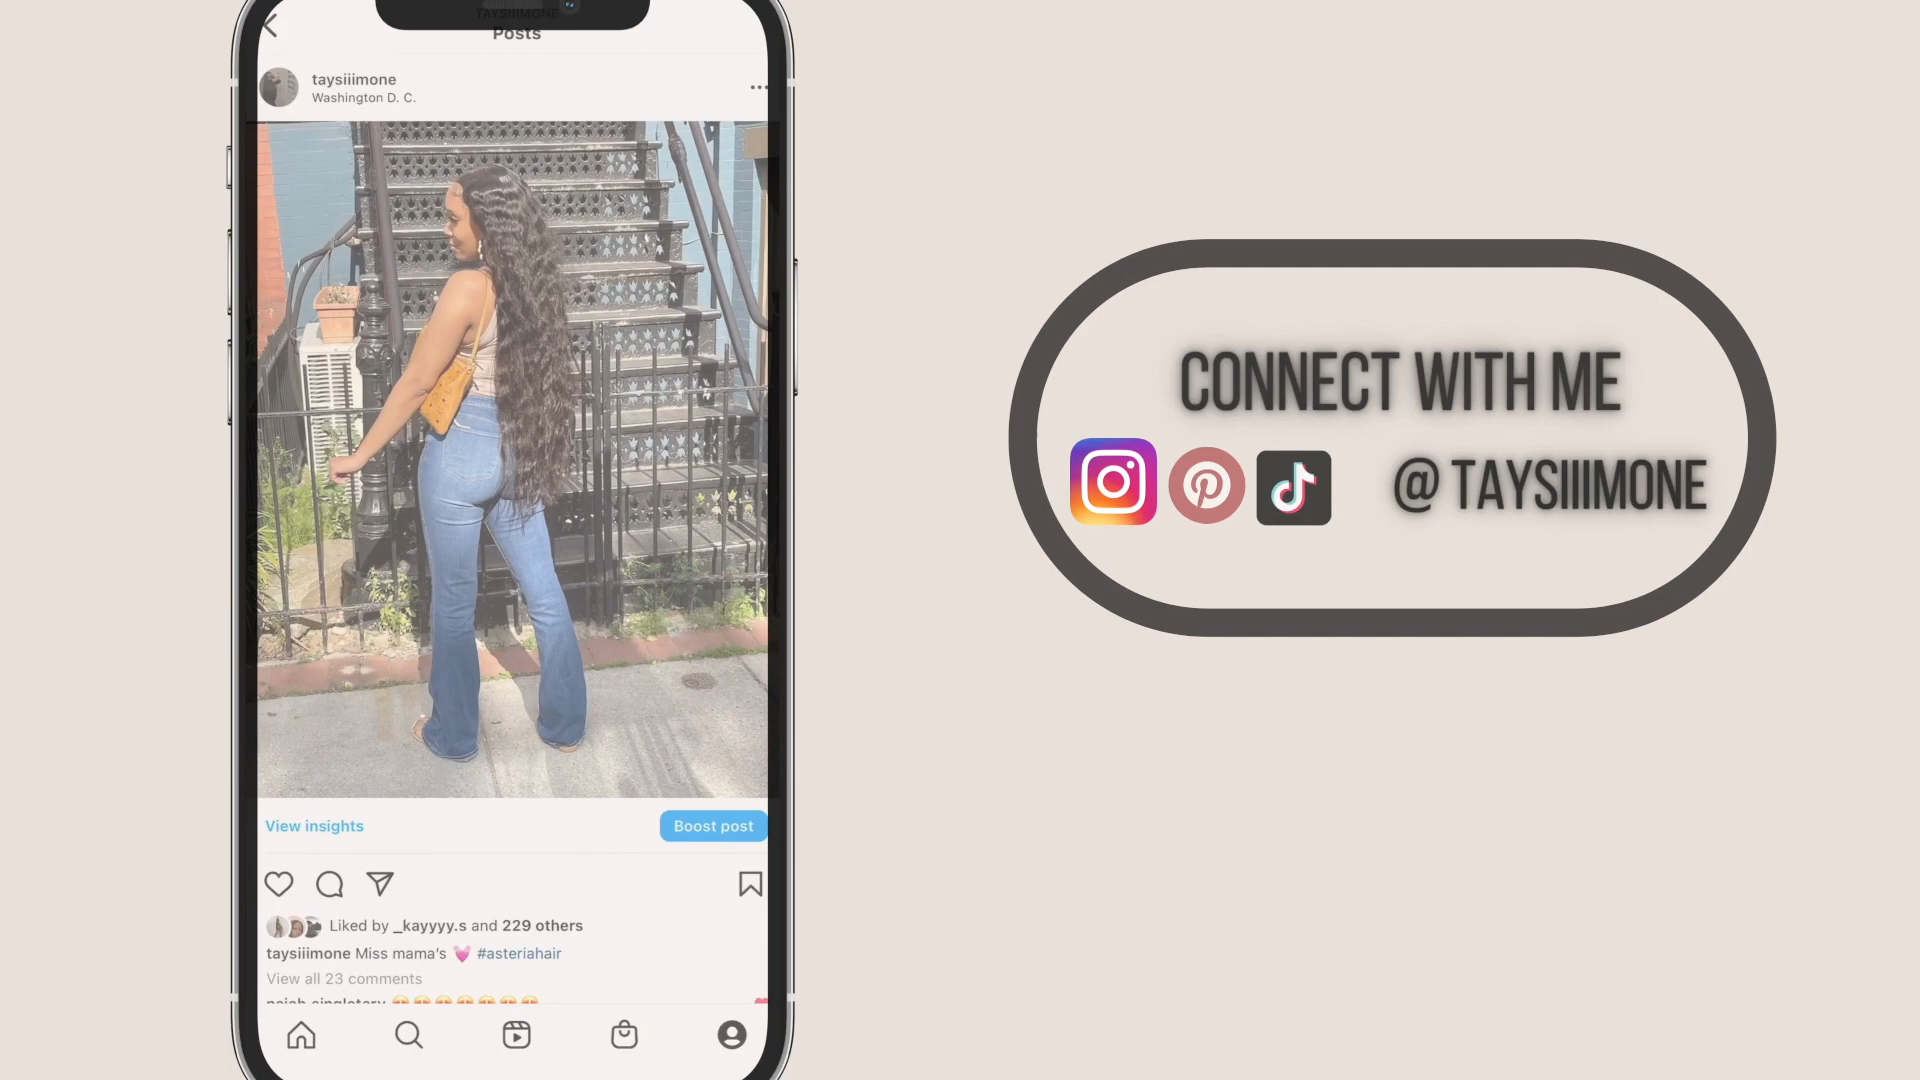 TAYSIIIMONE
Posts
taysiiimone
Washington D. C.
View insights
Boost post
Liked by _kayyyy.s and 229 others
taysiiimone Miss mama's 💓 #asteriahair
View all 23 comments
CONNECT WITH ME
@ TAYSIIIMONE